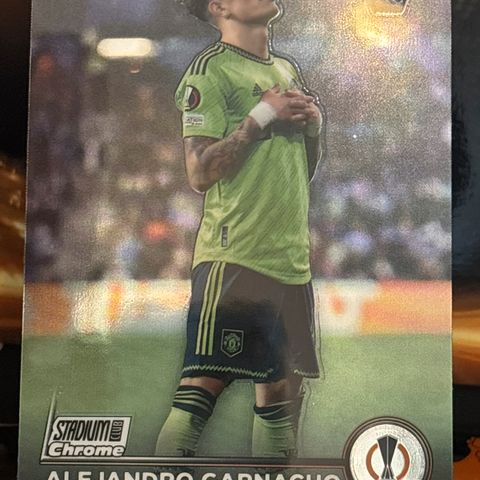 STADIUM
CLUB
Chrome
ALEJANDRO GARNACHO